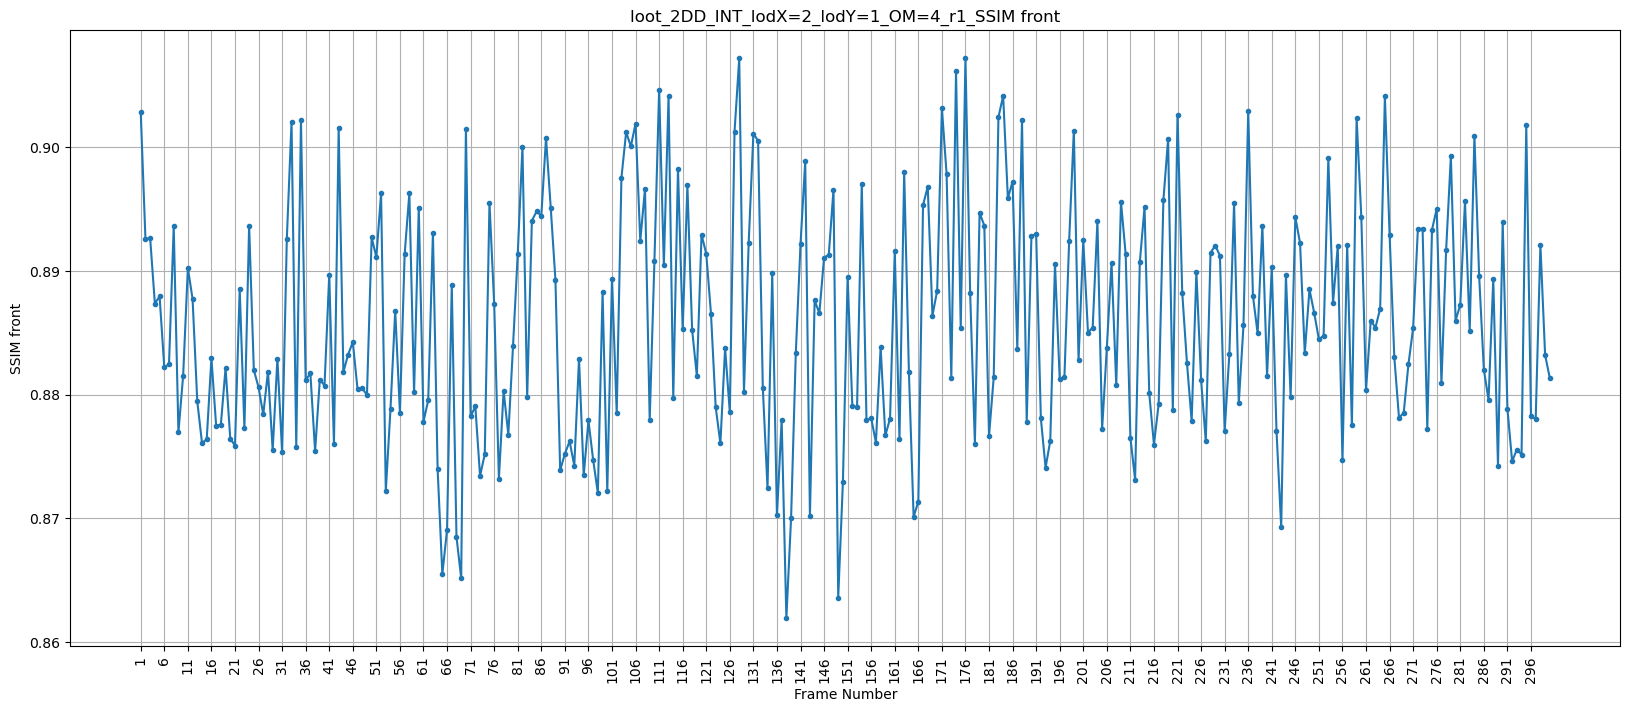 loot_2DD_INT_lodX=2_lodY=1_OM=4_r1_SSIM front
SSIM front
0.90
0.89
0.88
0.87
0.86
1 6 11 16 21 26 31 36 41 46 51 56 61 66 71 76 81 86 91 96 101 106 111 116 121 126 131 136 141 146 151 156 161 166 171 176 181 186 191 196 201 206 211 216 221 226 231 236 241 246 251 256 261 266 271 276 281 286 291 296
Frame Number